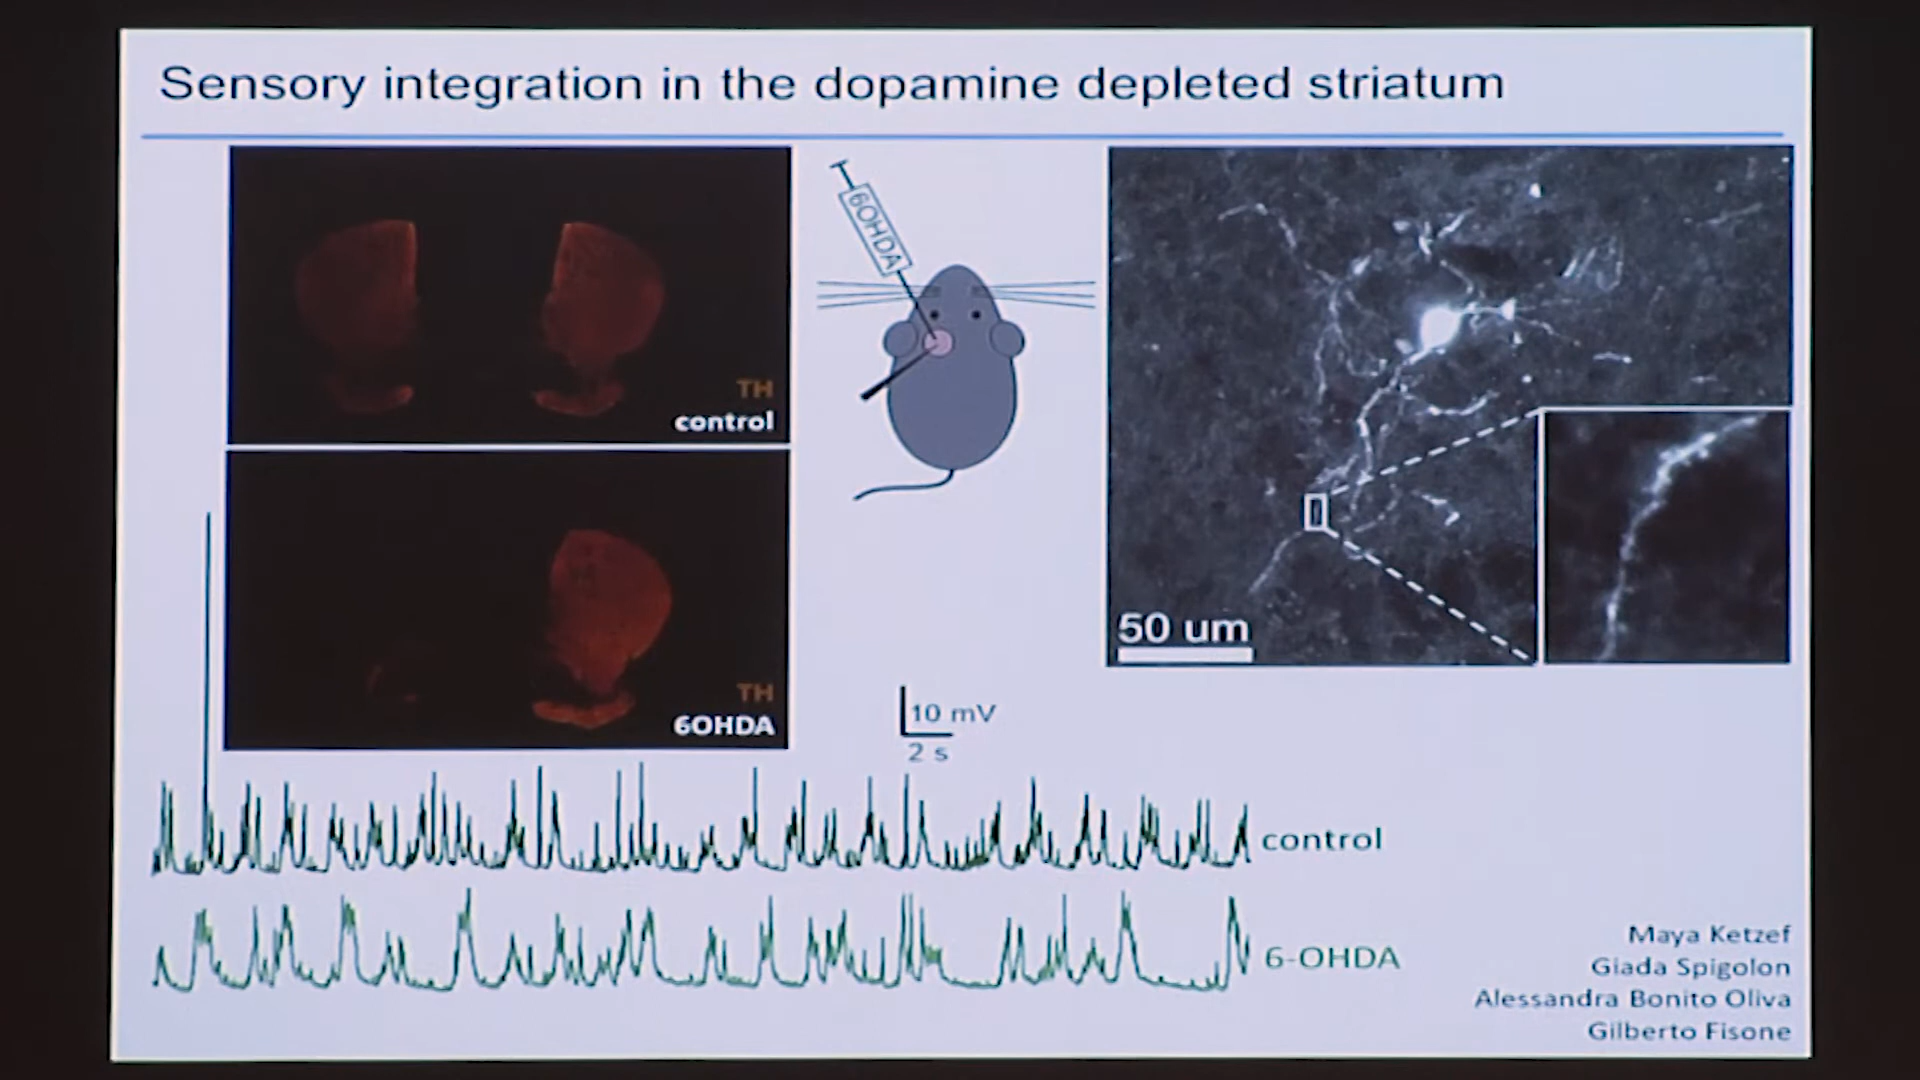 Sensory integration in the dopamine depleted striatum
6OHDA
TH
control
TH
6OHDA
50 um
10 mV
2 s
control
6-OHDA
Maya Ketzef
Giada Spigolon
Alessandra Bonito Oliva
Gilberto Fisone